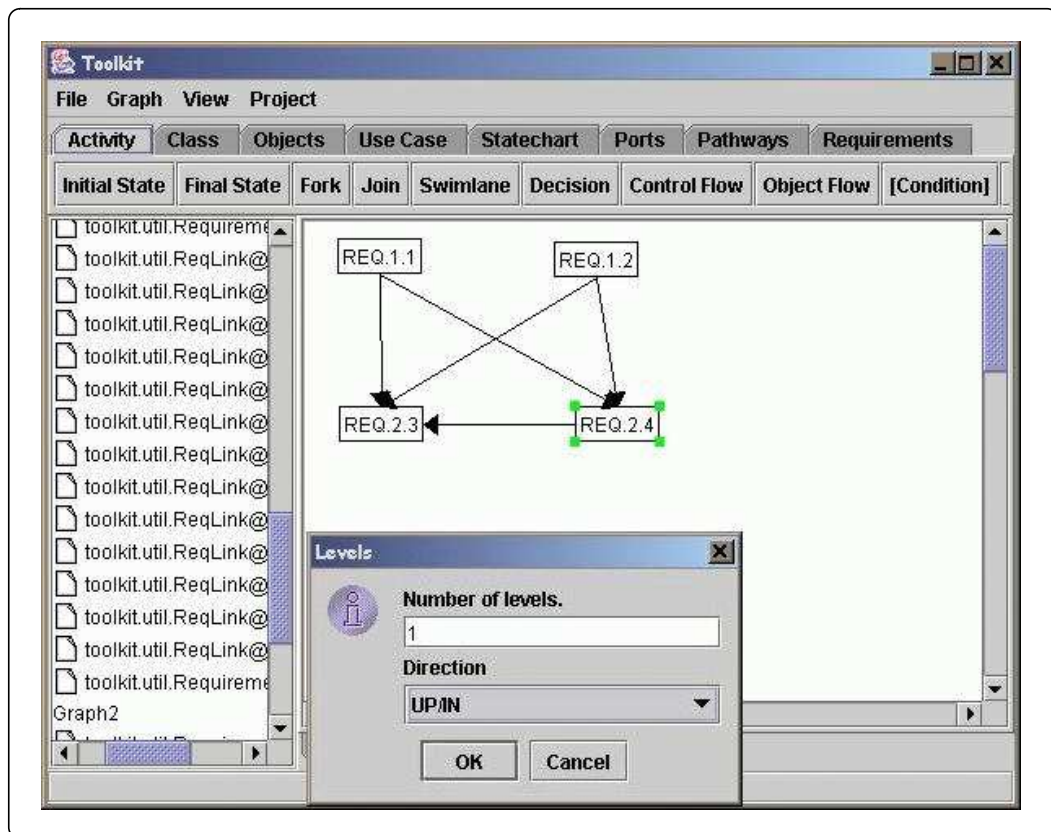 Toolkit
File Graph View Project
Activity Class Objects Use Case Statechart Ports Pathways Requirements
Initial State Final State Fork Join Swimlane Decision Control Flow Object Flow [Condition]
toolkit.util.Requireme
toolkit.util.ReqLink@
toolkit.util.ReqLink@
toolkit.util.ReqLink@
toolkit.util.ReqLink@
toolkit.util.ReqLink@
toolkit.util.ReqLink@
toolkit.util.ReqLink@
toolkit.util.ReqLink@
toolkit.util.ReqLink@
toolkit.util.ReqLink@
toolkit.util.ReqLink@
toolkit.util.ReqLink@
toolkit.util.ReqLink@
toolkit.util.Requireme
Graph2
REQ.1.1 REQ.1.2
REQ.2.3 REQ.2.4
Levels
Number of levels.
1
Direction
UP/IN
OK Cancel